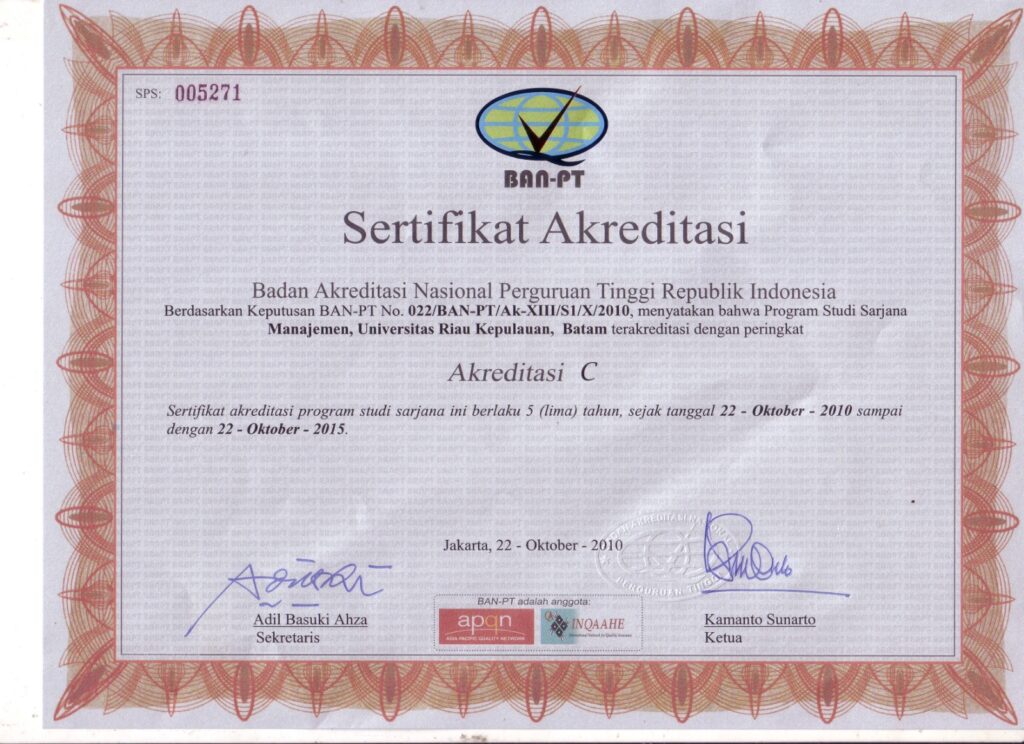 SPS: 005271
BAN-PT
Sertifikat Akreditasi
Badan Akreditasi Nasional Perguruan Tinggi Republik Indonesia
Berdasarkan Keputusan BAN-PT No. 022/BAN-PT/Ak-XIII/S1/X/2010, menyatakan bahwa Program Studi Sarjana
Manajemen, Universitas Riau Kepulauan, Batam terakreditasi dengan peringkat
Akreditasi C
Sertifikat akreditasi program studi sarjana ini berlaku 5 (lima) tahun, sejak tanggal 22 - Oktober - 2010 sampai
dengan 22 - Oktober - 2015.
Jakarta, 22 - Oktober - 2010
Adil Basuki Ahza
Sekretaris
BAN-PT adalah anggota:
apqn
ASIA PACIFIC QUALITY NETWORK
INQAAHE
Kamanto Sunarto
Ketua